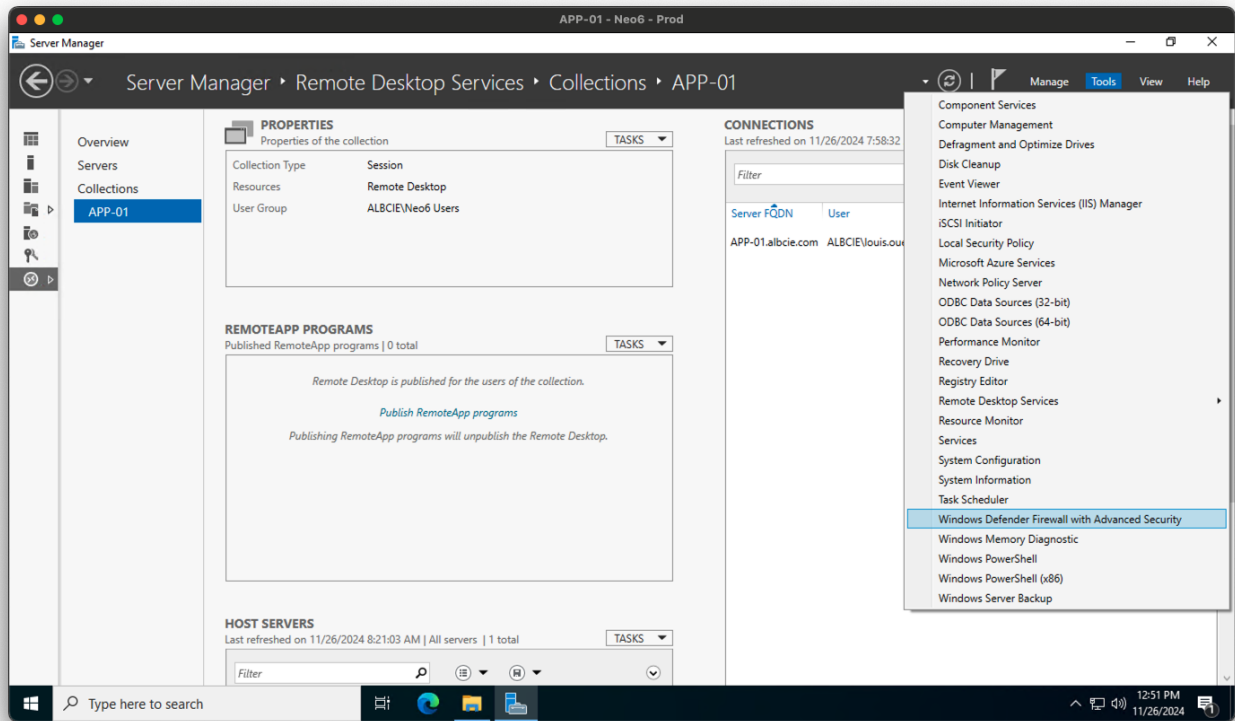 APP-01 - Neo6 - Prod
Server Manager
Server Manager Remote Desktop Services Collections APP-01
Manage Tools View Help
Overview
Servers
Collections
APP-01
PROPERTIES
Properties of the collection
TASKS
Collection Type Session
Resources Remote Desktop
User Group ALBCIE\Neo6 Users
REMOTEAPP PROGRAMS
Published RemoteApp programs | 0 total
TASKS
Remote Desktop is published for the users of the collection.
Publish RemoteApp programs
Publishing RemoteApp programs will unpublish the Remote Desktop.
HOST SERVERS
Last refreshed on 11/26/2024 8:21:03 AM | All servers | 1 total
TASKS
Filter
CONNECTIONS
Last refreshed on 11/26/2024 7:58:32
Filter
Server FQDN User
APP-01.albcie.com ALBCIE\louis.oue
Component Services
Computer Management
Defragment and Optimize Drives
Disk Cleanup
Event Viewer
Internet Information Services (IIS) Manager
iSCSI Initiator
Local Security Policy
Microsoft Azure Services
Network Policy Server
ODBC Data Sources (32-bit)
ODBC Data Sources (64-bit)
Performance Monitor
Recovery Drive
Registry Editor
Remote Desktop Services
Resource Monitor
Services
System Configuration
System Information
Task Scheduler
Windows Defender Firewall with Advanced Security
Windows Memory Diagnostic
Windows PowerShell
Windows PowerShell (x86)
Windows Server Backup
Type here to search
12:51 PM
11/26/2024
1